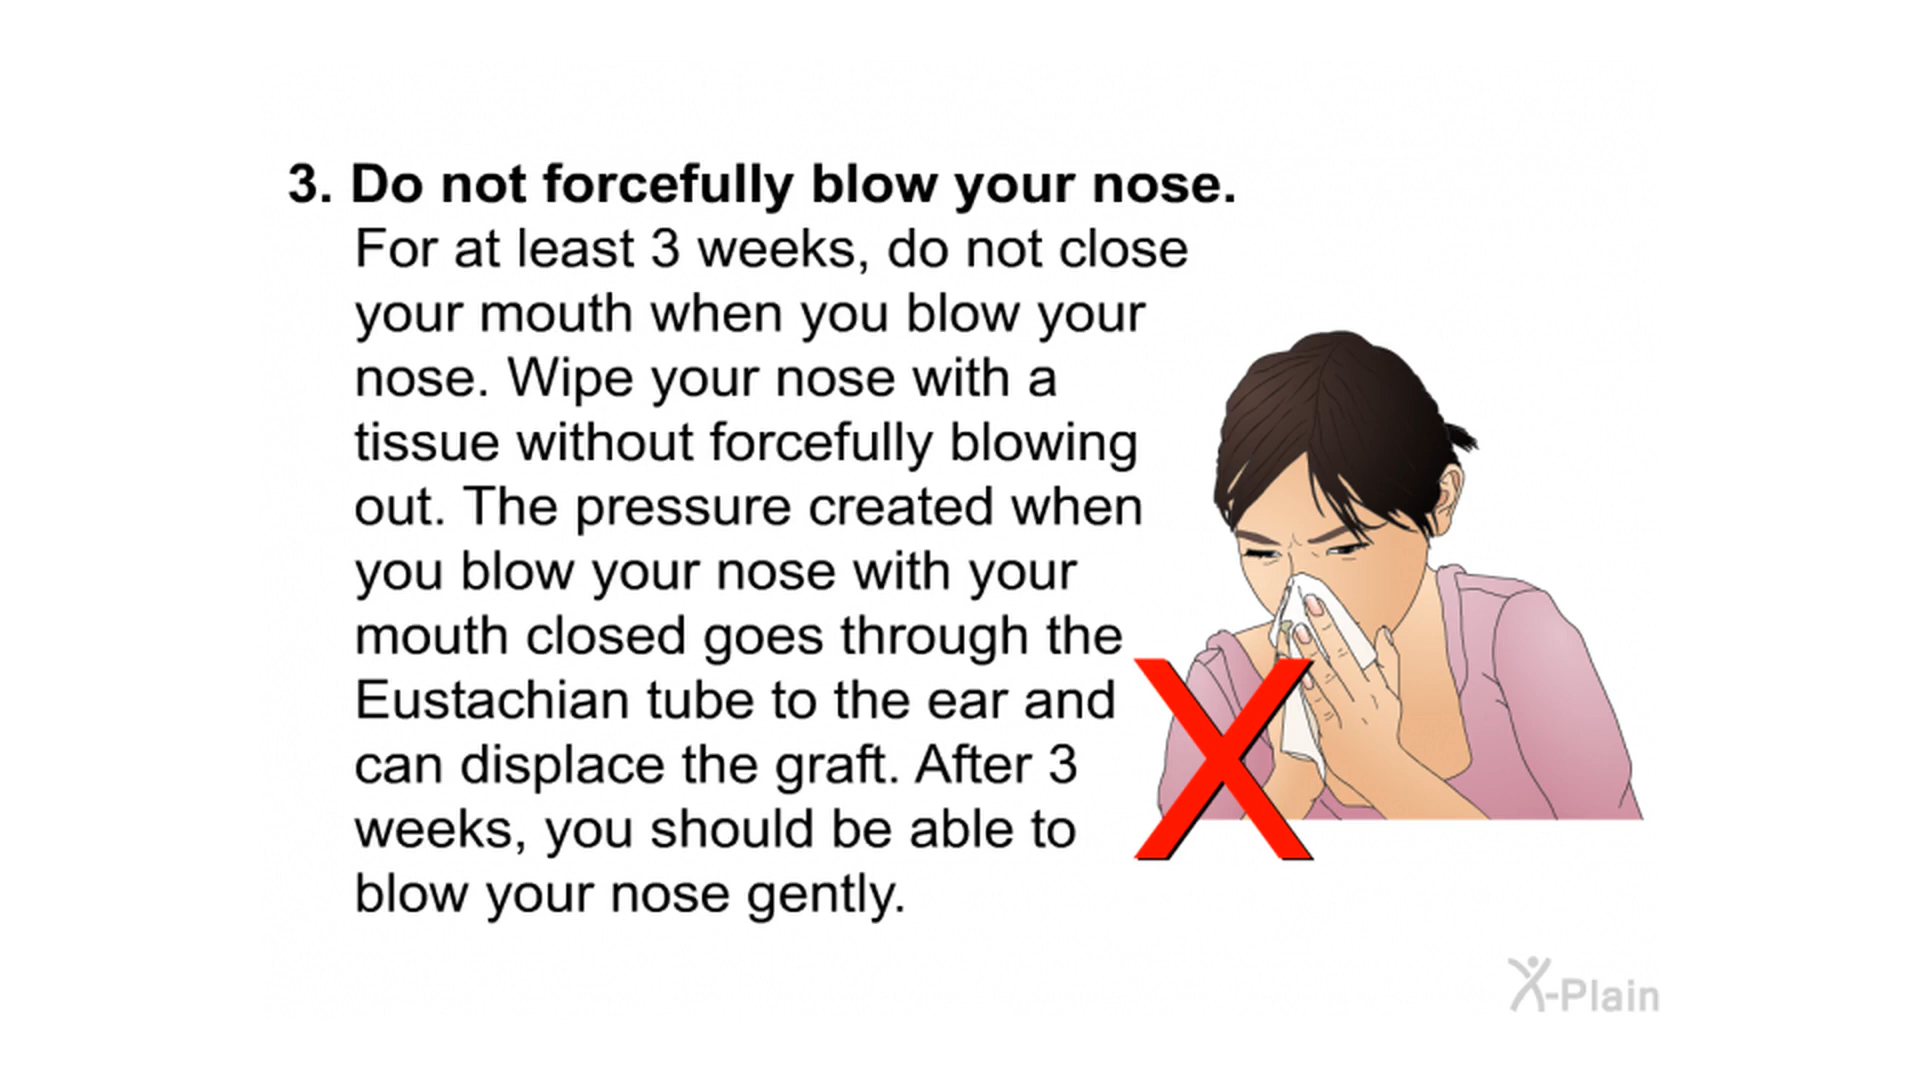 3. Do not forcefully blow your nose.
For at least 3 weeks, do not close
your mouth when you blow your
nose. Wipe your nose with a
tissue without forcefully blowing
out. The pressure created when
you blow your nose with your
mouth closed goes through the
Eustachian tube to the ear and
can displace the graft. After 3
weeks, you should be able to
blow your nose gently.
X-Plain